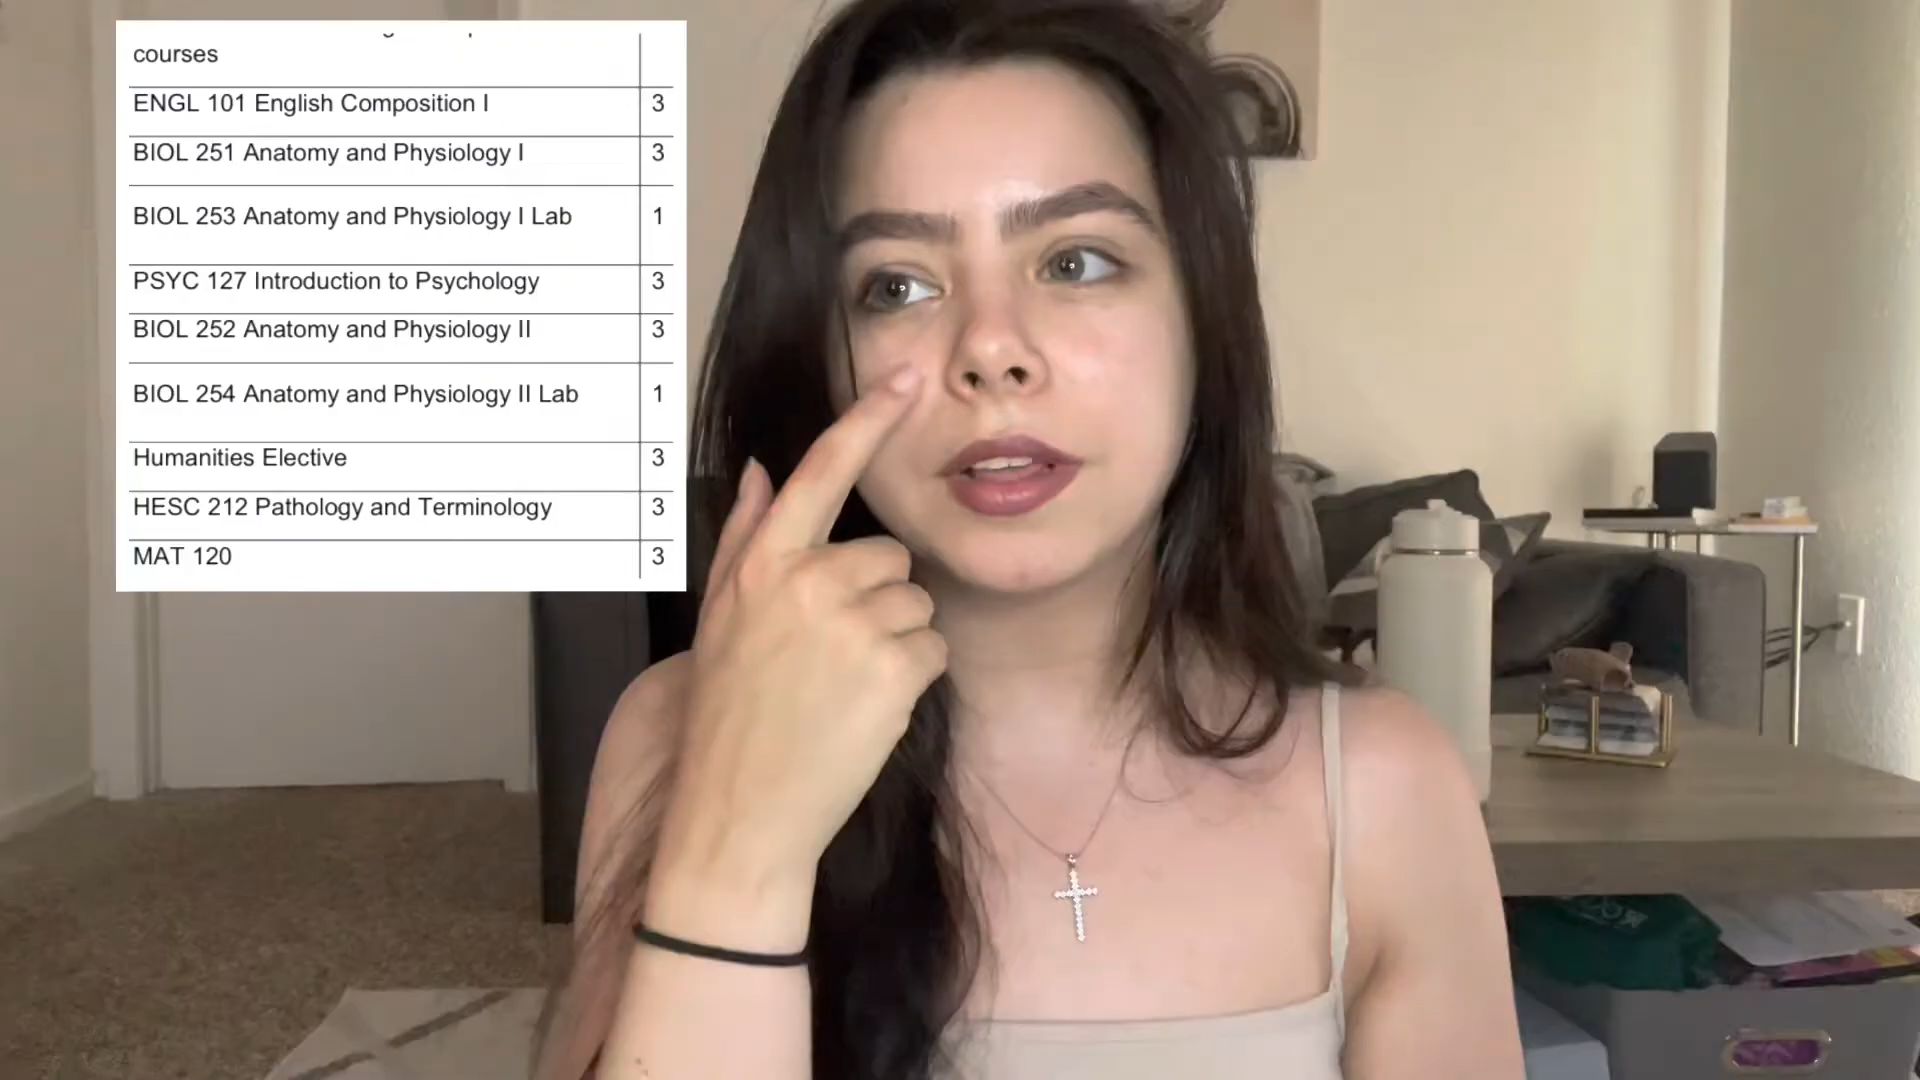 courses
ENGL 101 English Composition I 3
BIOL 251 Anatomy and Physiology I 3
BIOL 253 Anatomy and Physiology I Lab 1
PSYC 127 Introduction to Psychology 3
BIOL 252 Anatomy and Physiology II 3
BIOL 254 Anatomy and Physiology II Lab 1
Humanities Elective 3
HESC 212 Pathology and Terminology 3
MAT 120 3